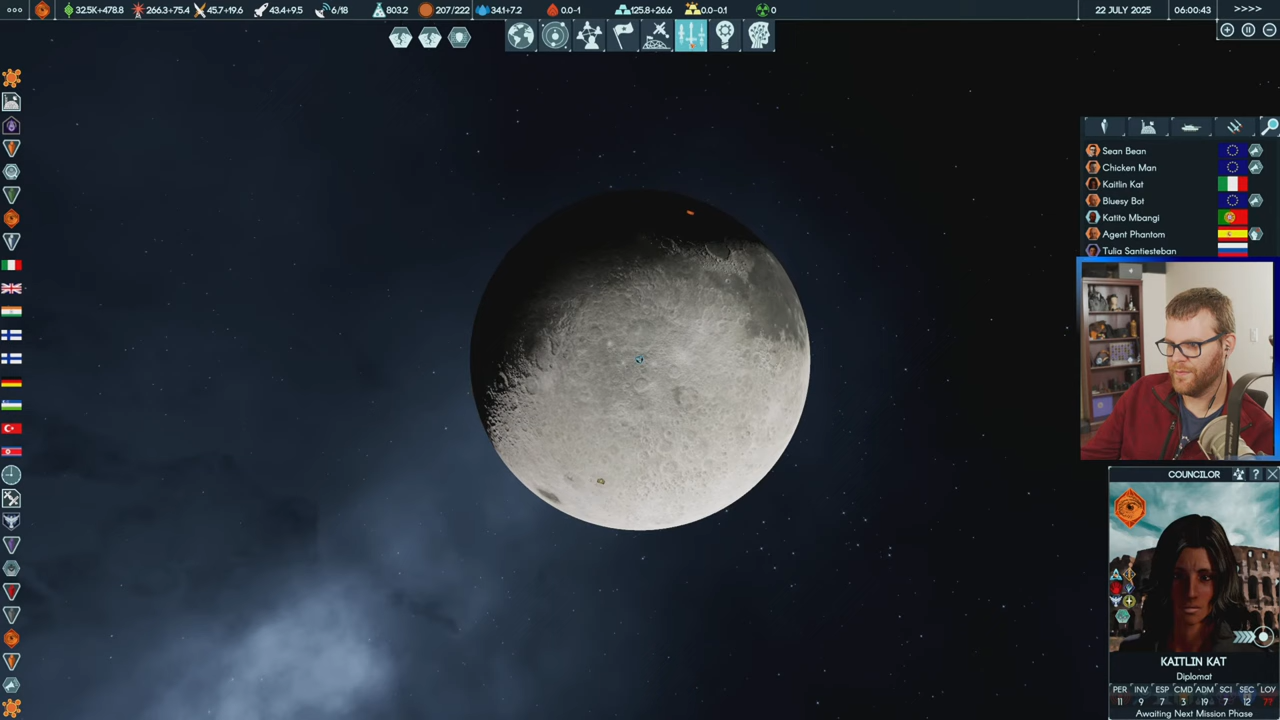 32.5K+478.8 266.3+75.4 45.7+19.6 43.4+9.5 6/18 803.2 207/222 34.1+7.2 0.0-1 125.8+26.6 0.0-0.1 0 22 JULY 2025 06:00:43 >>>>
Sean Bean
Chicken Man
Kaitlin Kat
Bluesy Bot
Katito Mbangi
Agent Phantom
Tulia Santiesteban
COUNCILOR ?
KAITLIN KAT
Diplomat
PER INV ESP CMD ADM SCI SEC LOY
11 9 7 3 19 7 12 7?
Awaiting Next Mission Phase